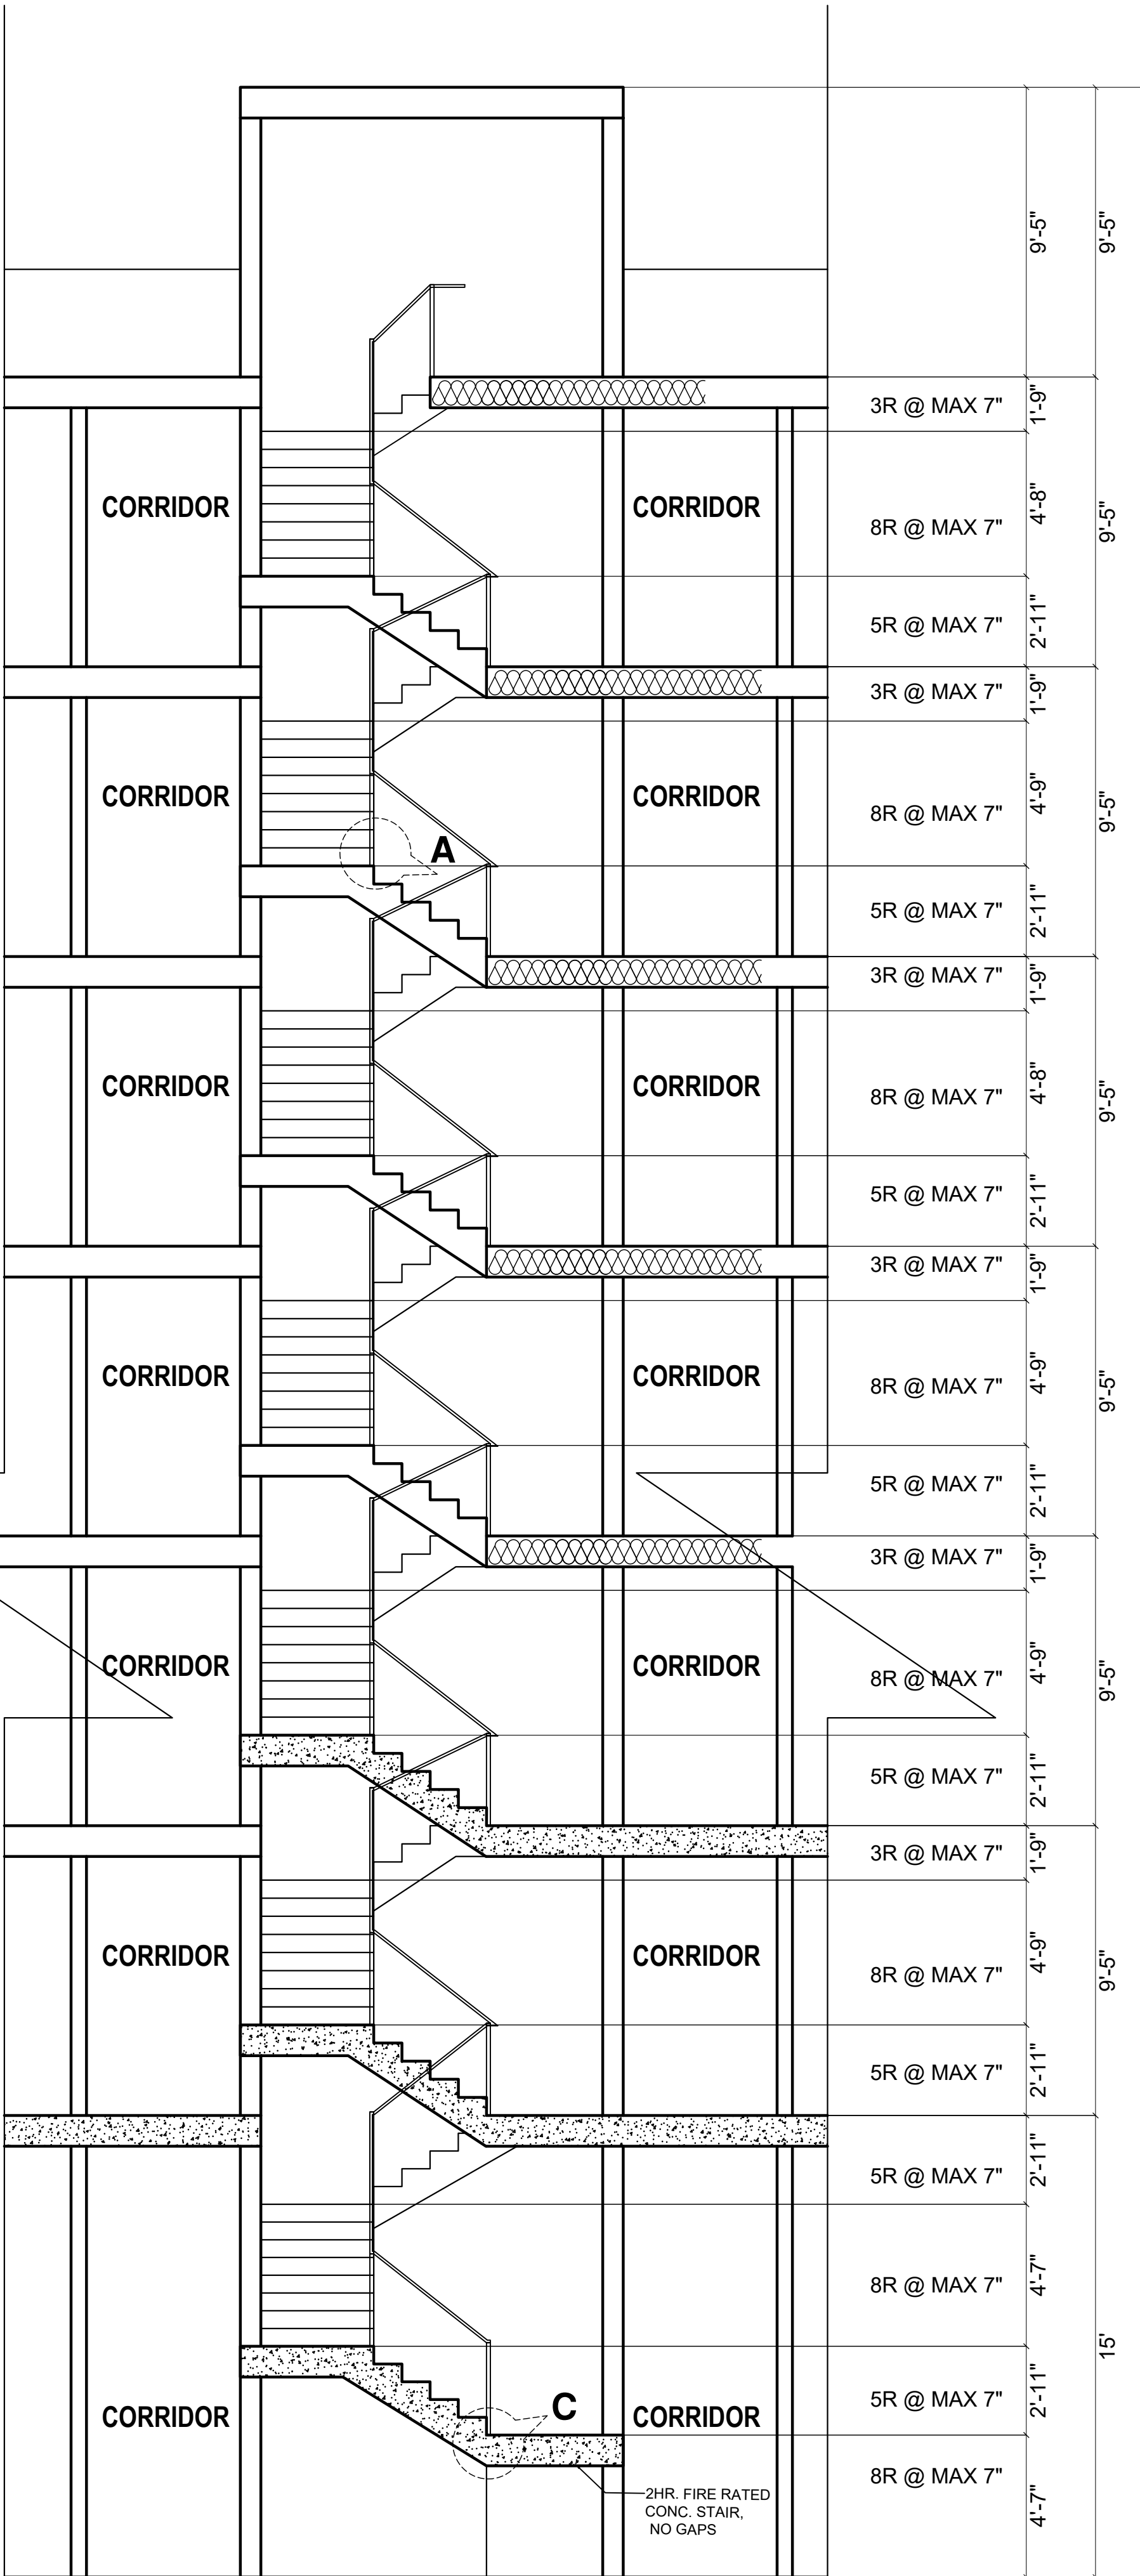 9'-5"
9'-5"
3R @ MAX 7"
1'-9"
CORRIDOR
CORRIDOR
8R @ MAX 7"
4'-8"
9'-5"
5R @ MAX 7"
2'-11"
3R @ MAX 7"
1'-9"
CORRIDOR
CORRIDOR
8R @ MAX 7"
4'-9"
9'-5"
A
5R @ MAX 7"
2'-11"
3R @ MAX 7"
1'-9"
CORRIDOR
CORRIDOR
8R @ MAX 7"
4'-8"
9'-5"
5R @ MAX 7"
2'-11"
3R @ MAX 7"
1'-9"
CORRIDOR
CORRIDOR
8R @ MAX 7"
4'-9"
9'-5"
5R @ MAX 7"
2'-11"
3R @ MAX 7"
1'-9"
CORRIDOR
CORRIDOR
8R @ MAX 7"
4'-9"
9'-5"
5R @ MAX 7"
2'-11"
3R @ MAX 7"
1'-9"
CORRIDOR
CORRIDOR
8R @ MAX 7"
4'-9"
9'-5"
5R @ MAX 7"
2'-11"
5R @ MAX 7"
2'-11"
8R @ MAX 7"
4'-7"
15'
5R @ MAX 7"
2'-11"
C
CORRIDOR
CORRIDOR
8R @ MAX 7"
4'-7"
2HR. FIRE RATED
CONC. STAIR,
NO GAPS